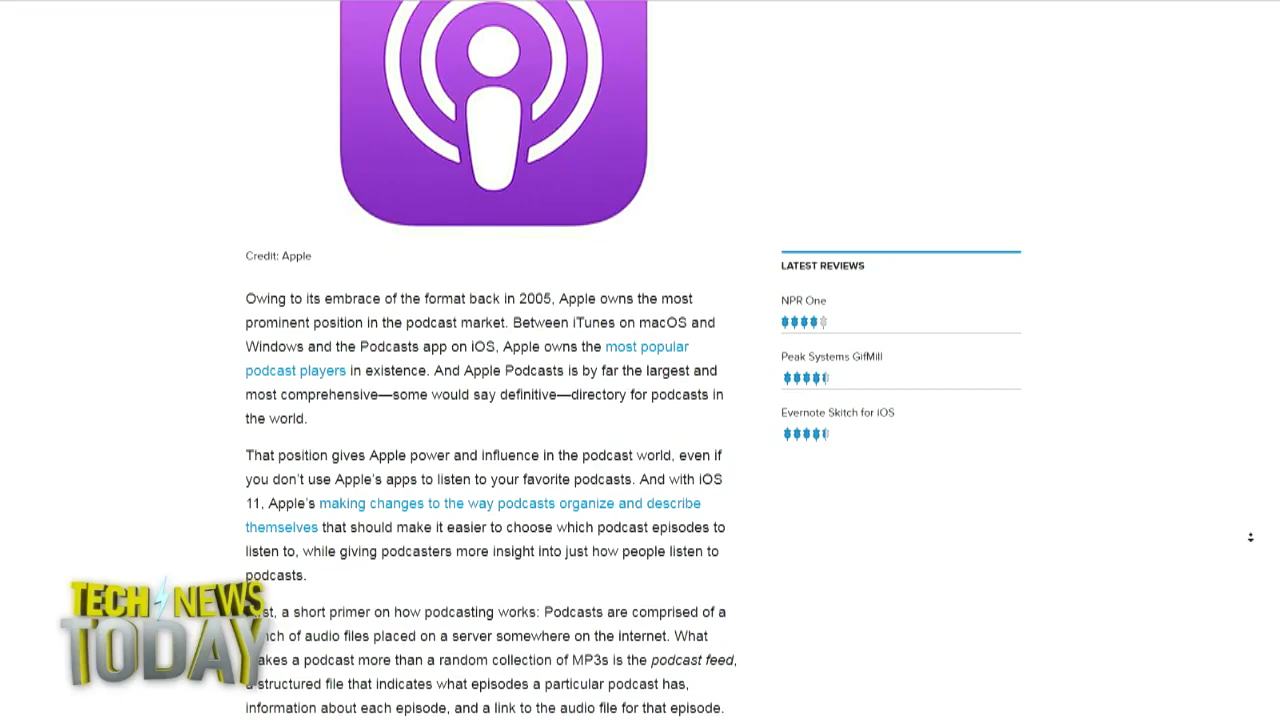 Credit: Apple
Owing to its embrace of the format back in 2005, Apple owns the most
prominent position in the podcast market. Between iTunes on macOS and
Windows and the Podcasts app on iOS, Apple owns the most popular
podcast players in existence. And Apple Podcasts is by far the largest and
most comprehensive—some would say definitive—directory for podcasts in
the world.
That position gives Apple power and influence in the podcast world, even if
you don't use Apple's apps to listen to your favorite podcasts. And with iOS
11, Apple's making changes to the way podcasts organize and describe
themselves that should make it easier to choose which podcast episodes to
listen to, while giving podcasters more insight into just how people listen to
podcasts.
a short primer on how podcasting works: Podcasts are comprised of a
of audio files placed on a server somewhere on the internet. What
a podcast more than a random collection of MP3s is the podcast feed,
a structured file that indicates what episodes a particular podcast has,
information about each episode, and a link to the audio file for that episode.
LATEST REVIEWS
NPR One
Peak Systems GifMill
Evernote Skitch for iOS
TECH NEWS
TODAY